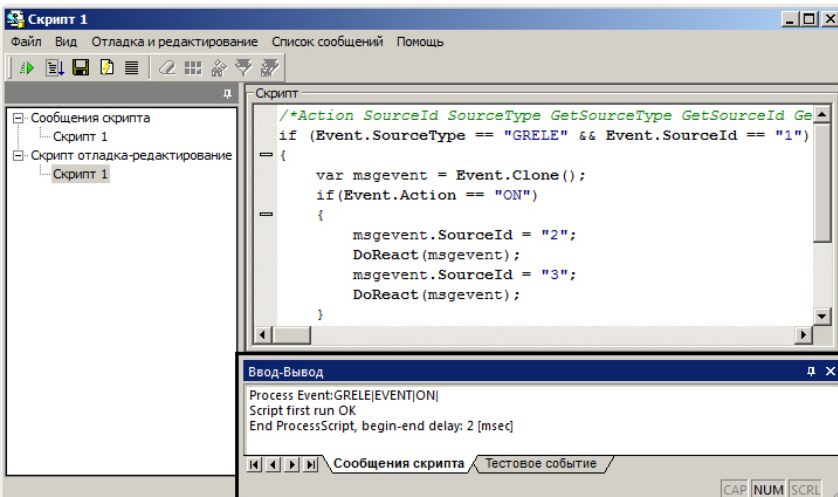 Скрипт 1
Файл Вид Отладка и редактирование Список сообщений Помощь
Сообщения скрипта
Скрипт 1
Скрипт отладка-редактирование
Скрипт 1
Скрипт
/*Action SourceId SourceType GetSourceType GetSourceId Ge
if (Event.SourceType == "GRELE" && Event.SourceId == "1")
{
var msgevent = Event.Clone();
if(Event.Action == "ON")
{
msgevent.SourceId = "2";
DoReact(msgevent);
msgevent.SourceId = "3";
DoReact(msgevent);
}
Ввод-Вывод
Process Event:GRELE|EVENT|ON|
Script first run OK
End ProcessScript, begin-end delay: 2 [msec]
Сообщения скрипта Тестовое событие
CAP NUM SCRL